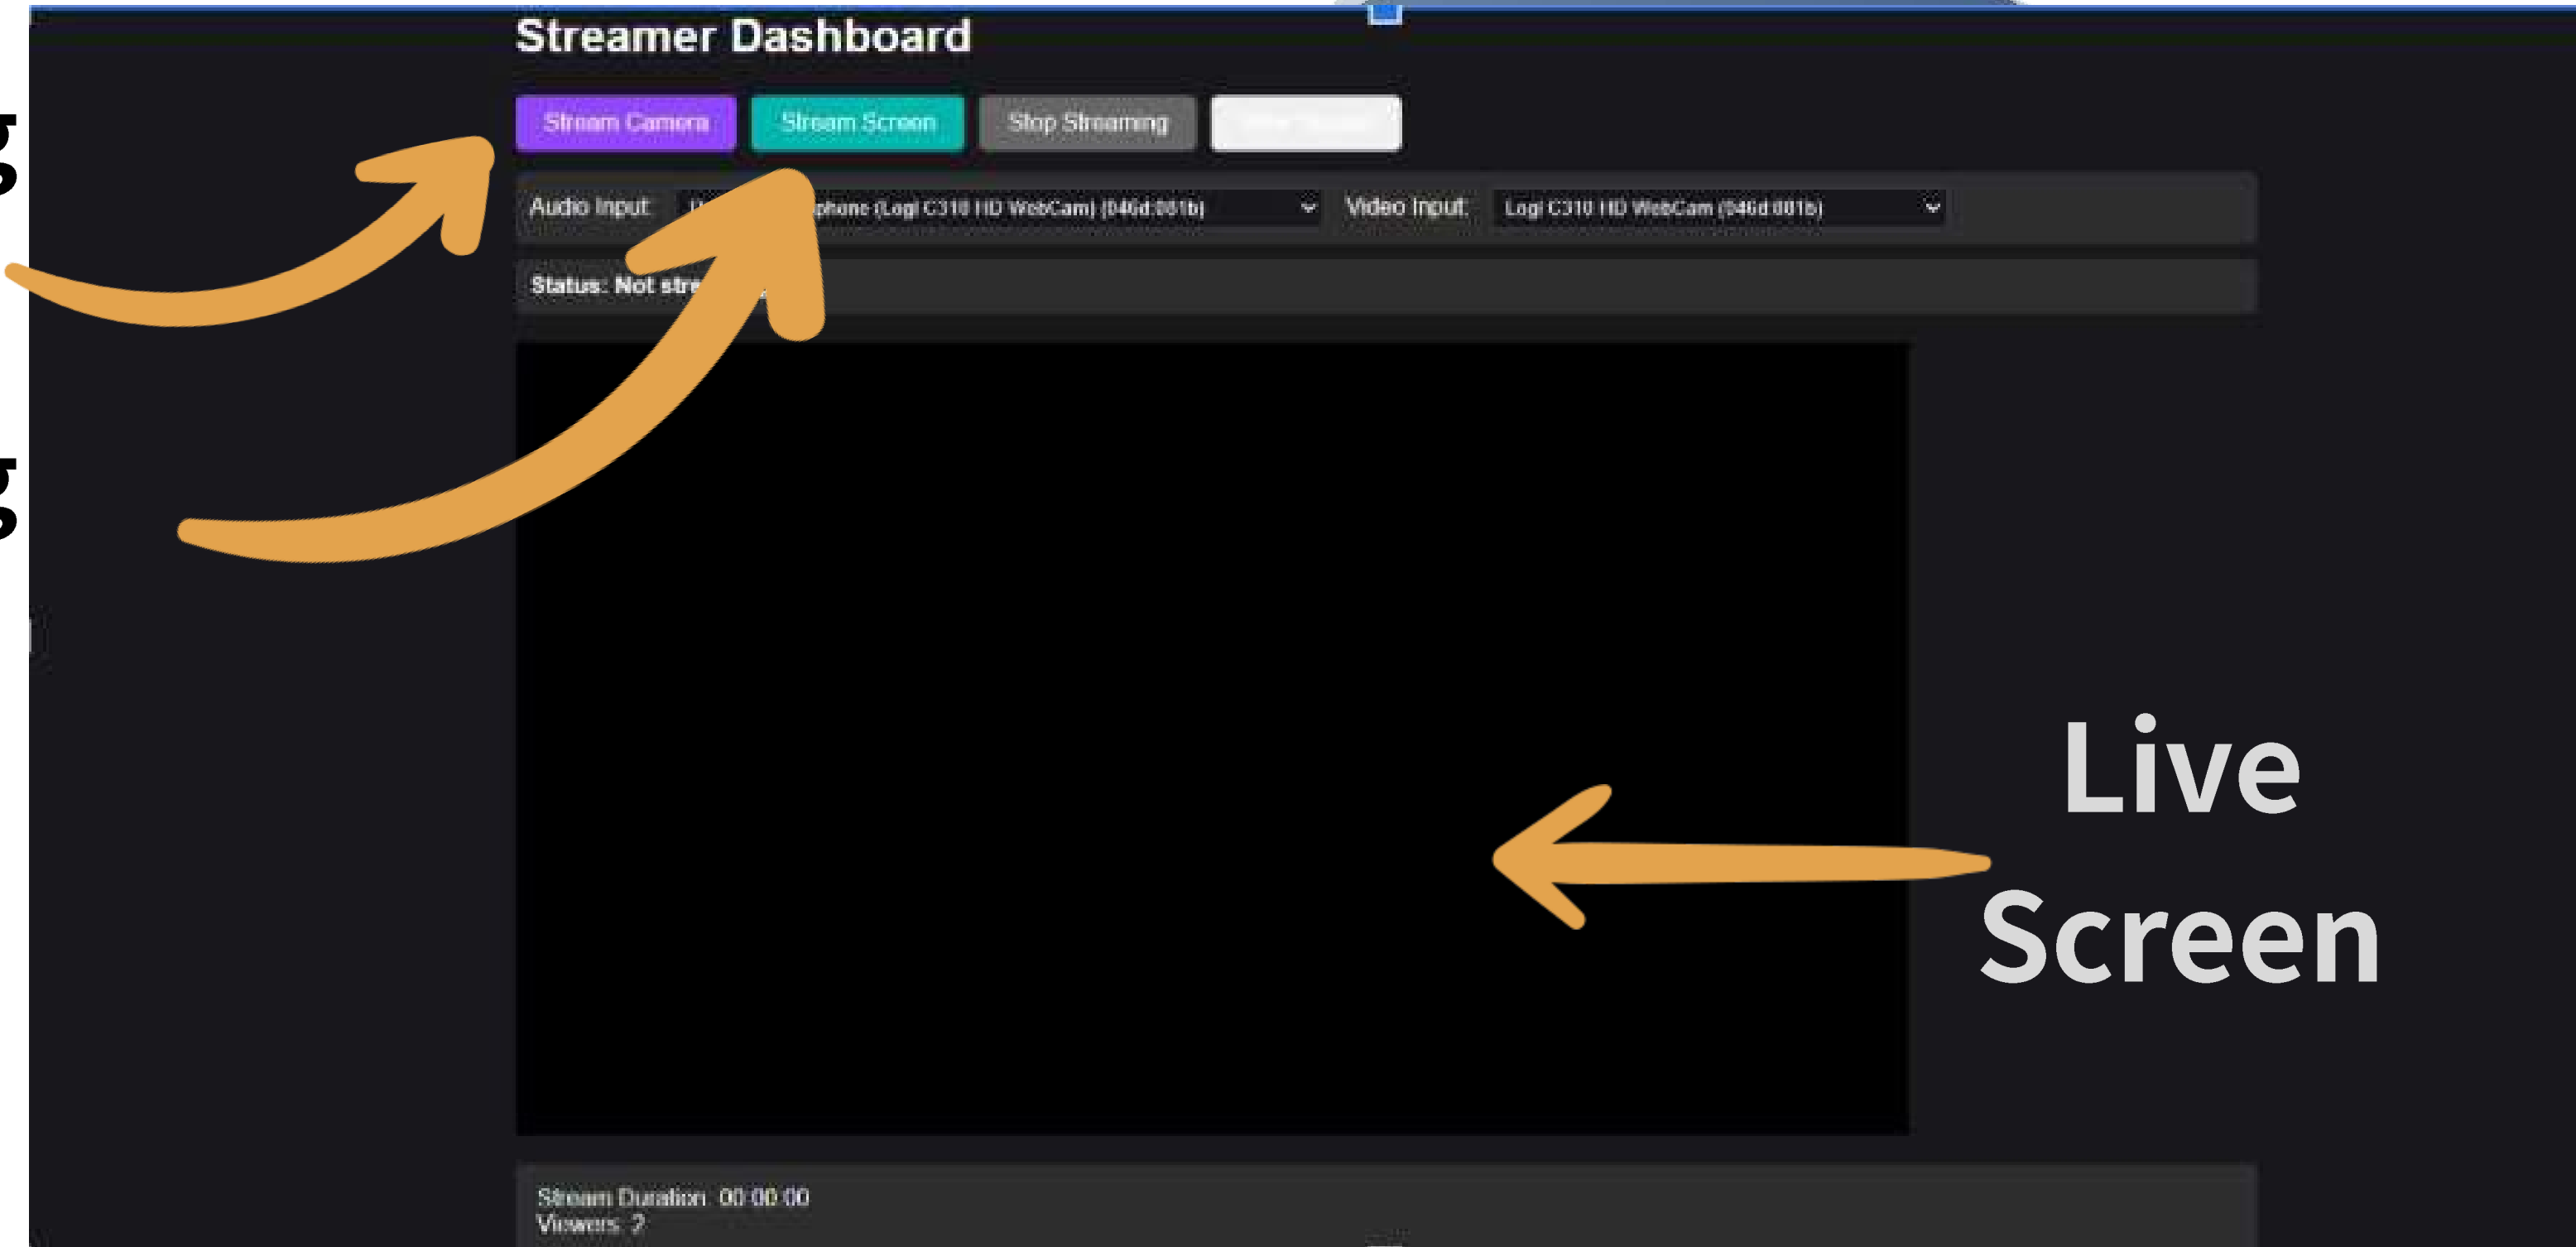 Streamer Dashboard
Stream Camera Stream Screen Stop Streaming
Audio Input: phone (Logi C310 HD WebCam) (046d:081b) Video Input: Logi C310 HD WebCam (046d:081b)
Status: Not
Live
Screen
Stream Duration: 00:00:00
Viewers: 2
g
g